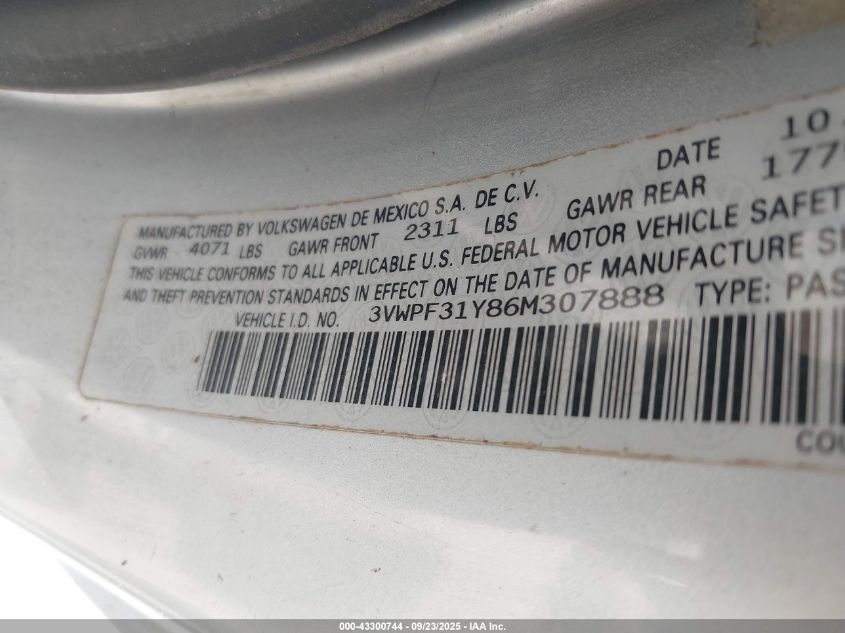 MANUFACTURED BY VOLKSWAGEN DE MEXICO S.A. DE C.V. DATE 10
GVWR 4071 LBS GAWR FRONT 2311 LBS GAWR REAR 177
THIS VEHICLE CONFORMS TO ALL APPLICABLE U.S. FEDERAL MOTOR VEHICLE SAFET
AND THEFT PREVENTION STANDARDS IN EFFECT ON THE DATE OF MANUFACTURE S
VEHICLE I.D. NO. 3VWPF31Y86M307888 TYPE: PAS
COU
000-43300744 - 09/23/2025 - IAA Inc.